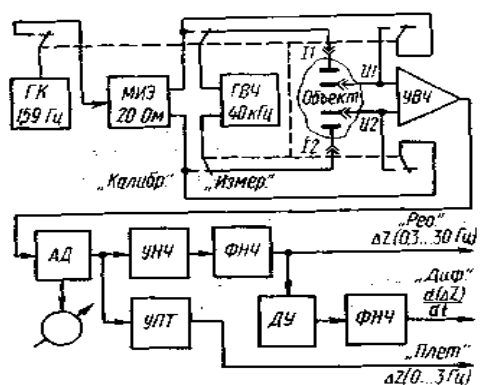 ГК
159 Гц
МИЭ
20 Ом
ГВЧ
40 кГц
I1
Объект
I2
U1
U2
УВЧ
„Калибр."
„Измер."
АД
УНЧ
ФНЧ
„Рео"
ΔZ (0,3...30 Гц)
УПТ
ДУ
ФНЧ
„Диф."
d(ΔZ)
dt
„Плет"
ΔZ (0...3 Гц)